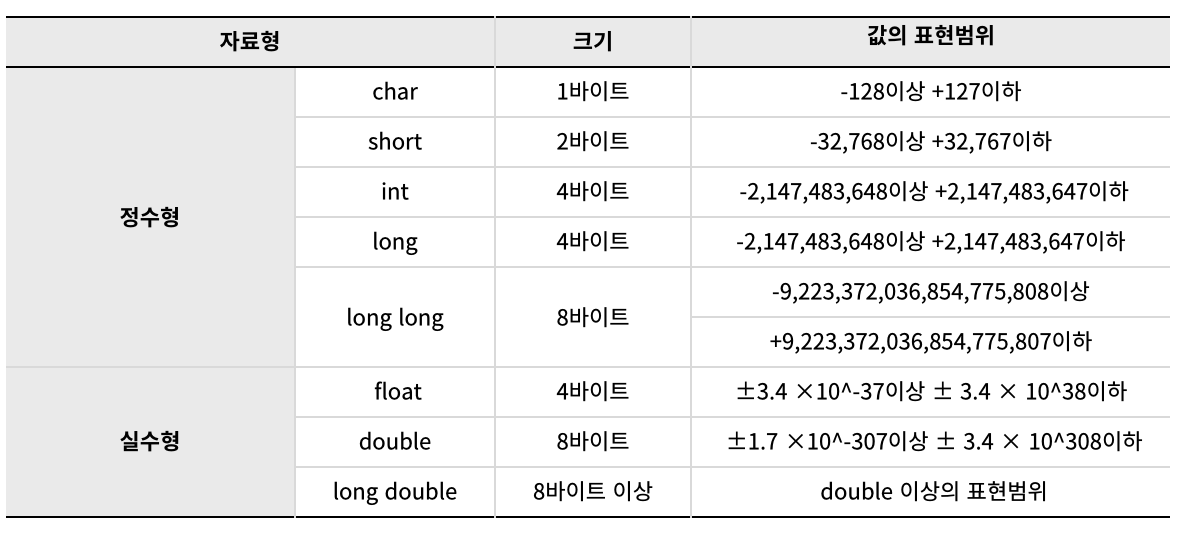 자료형 크기 값의 표현범위
정수형
char 1바이트 -128이상 +127이하
short 2바이트 -32,768이상 +32,767이하
int 4바이트 -2,147,483,648이상 +2,147,483,647이하
long 4바이트 -2,147,483,648이상 +2,147,483,647이하
long long 8바이트 -9,223,372,036,854,775,808이상
+9,223,372,036,854,775,807이하
실수형
float 4바이트 ±3.4 ×10^-37이상 ± 3.4 × 10^38이하
double 8바이트 ±1.7 ×10^-307이상 ± 3.4 × 10^308이하
long double 8바이트 이상 double 이상의 표현범위